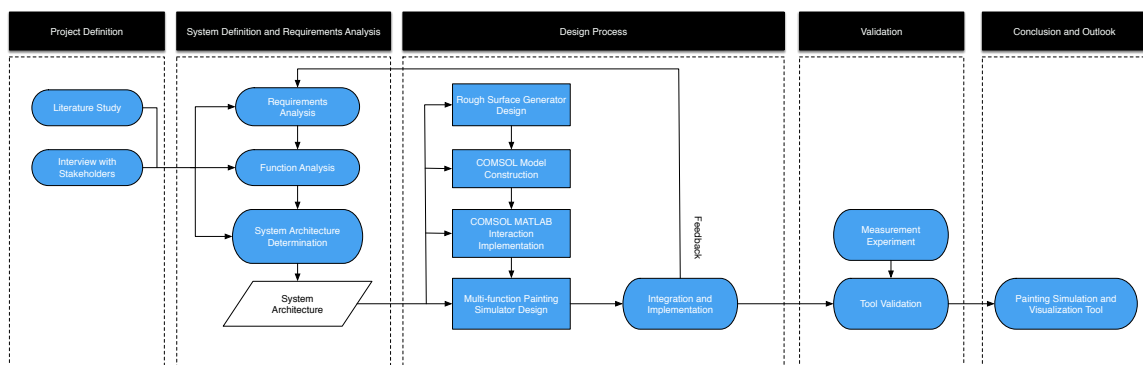 Project Definition
System Definition and Requirements Analysis
Design Process
Validation
Conclusion and Outlook
Literature Study
Interview with
Stakeholders
Requirements
Analysis
Function Analysis
System Architecture
Determination
System
Architecture
Rough Surface Generator
Design
COMSOL Model
Construction
COMSOL MATLAB
Interaction
Implementation
Multi-function Painting
Simulator Design
Feedback
Integration and
Implementation
Measurement
Experiment
Tool Validation
Painting Simulation and
Visualization Tool